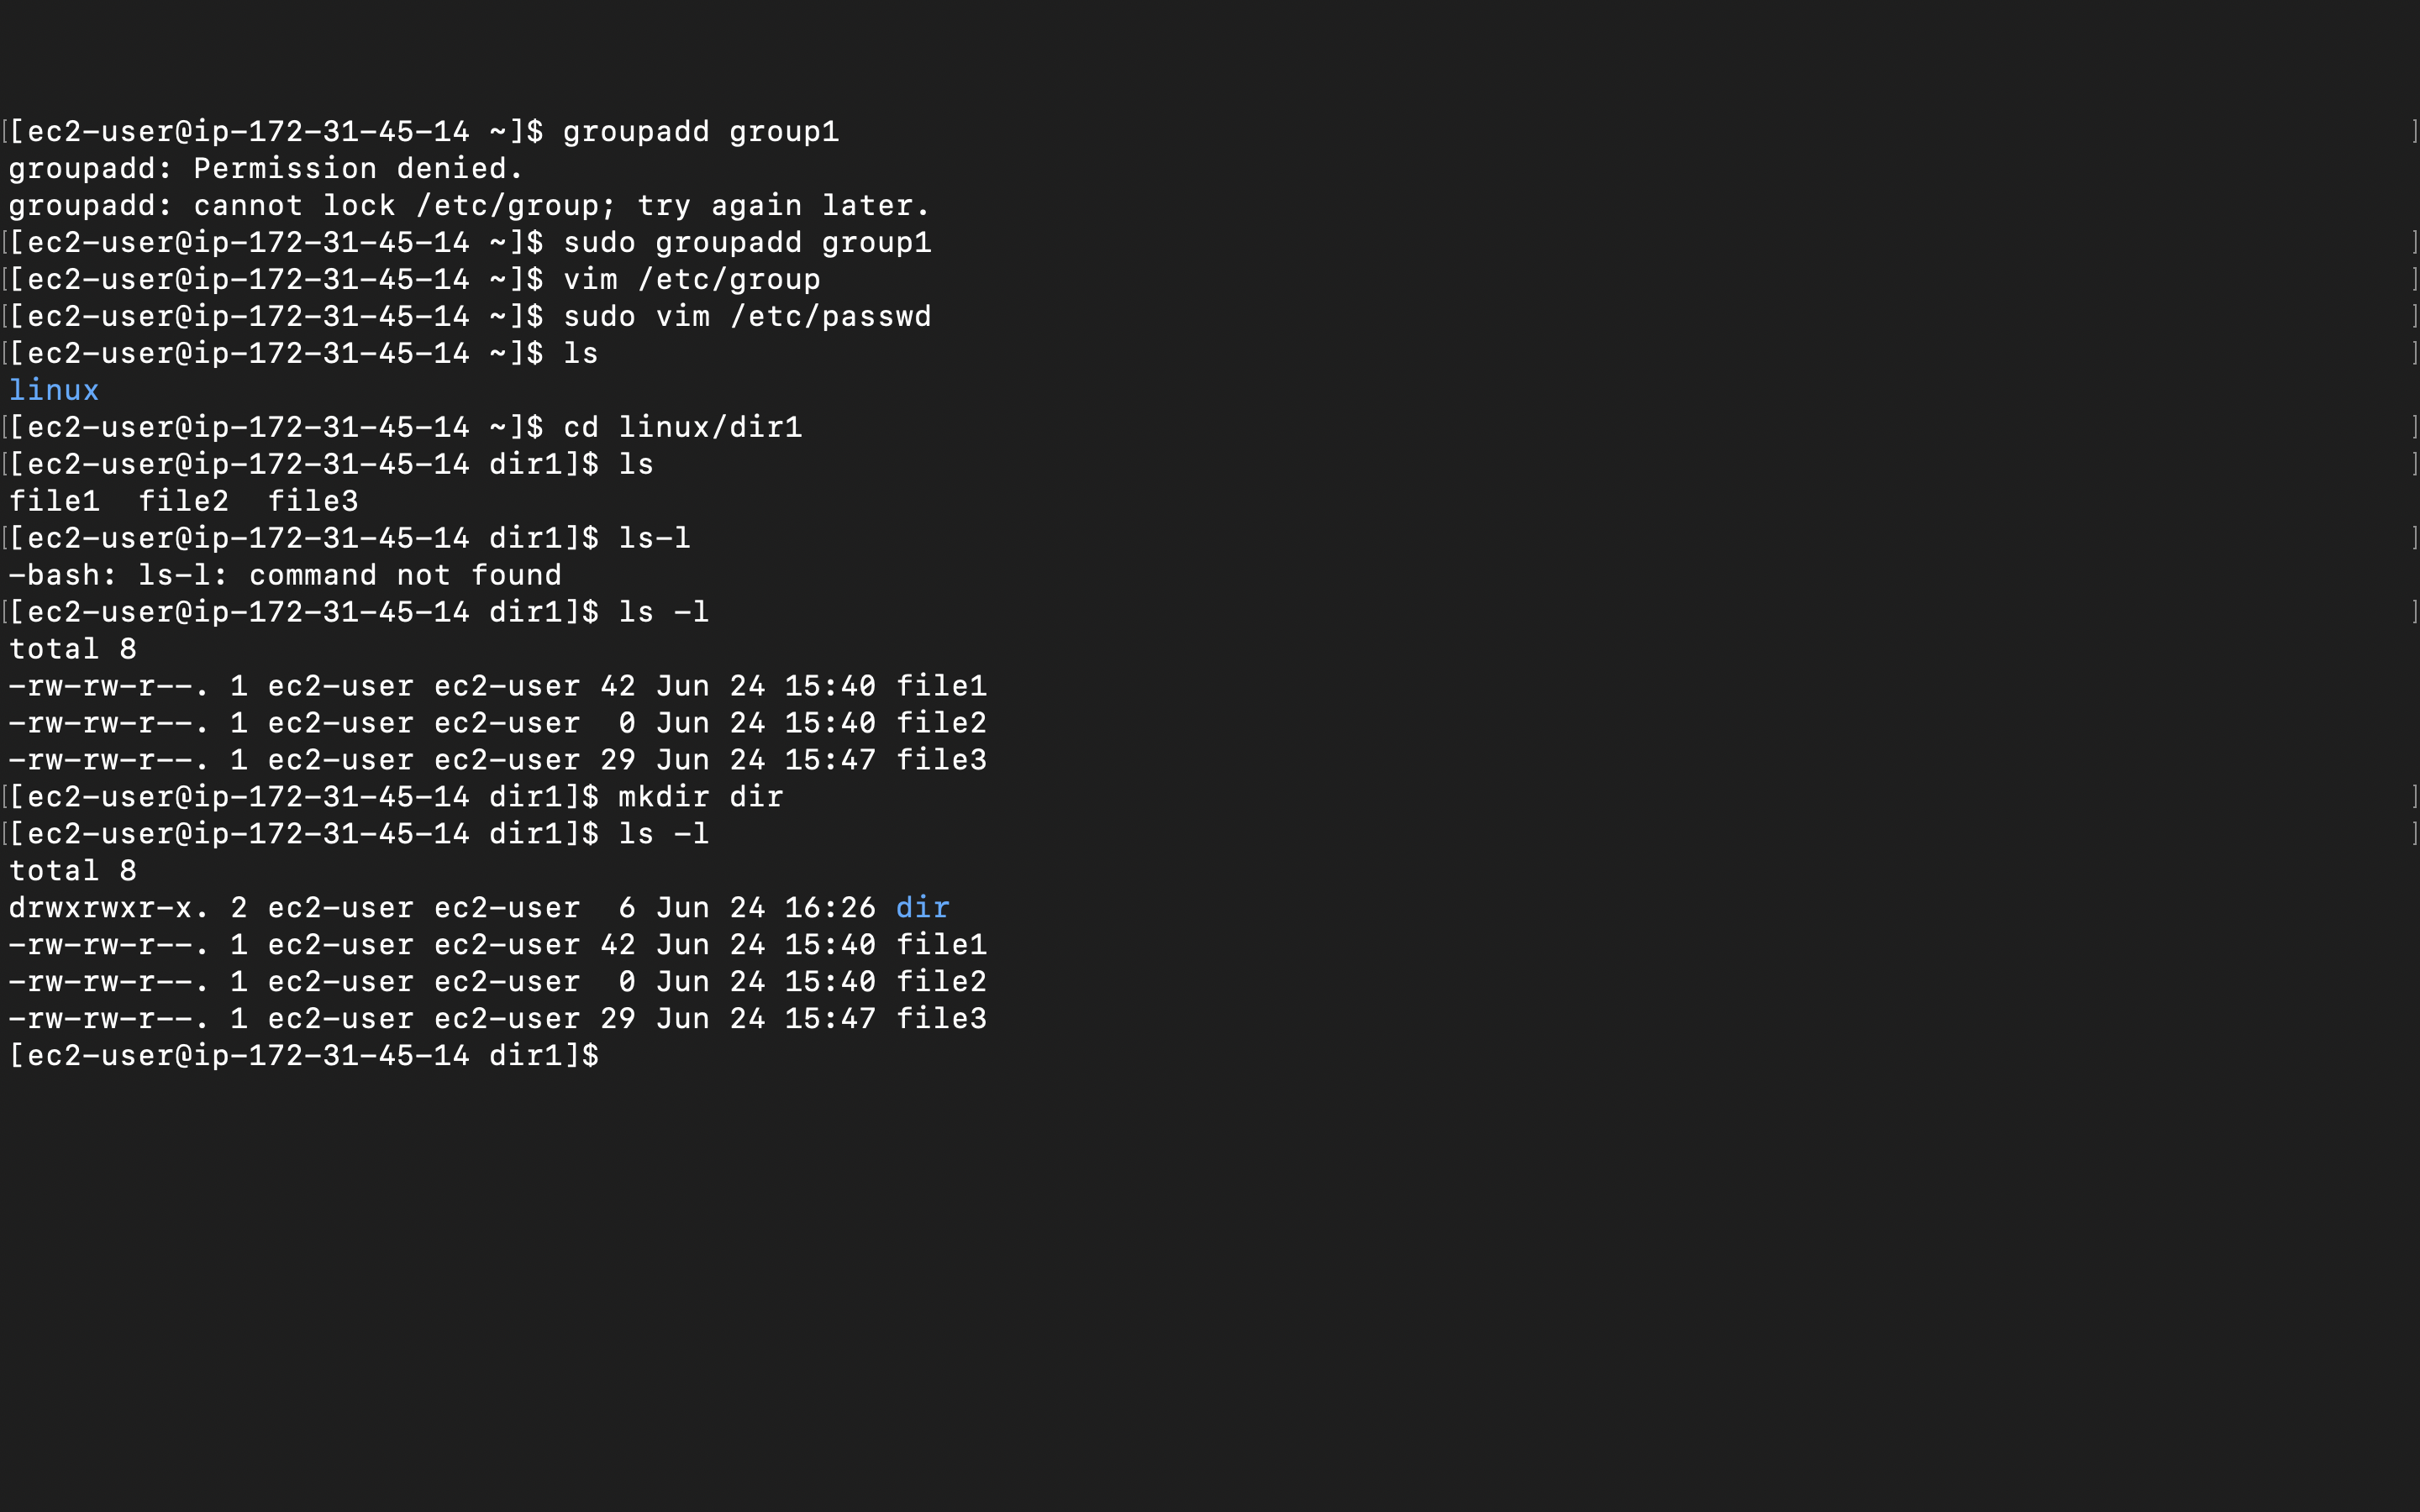 [ec2-user@ip-172-31-45-14 ~]$ groupadd group1
groupadd: Permission denied.
groupadd: cannot lock /etc/group; try again later.
[ec2-user@ip-172-31-45-14 ~]$ sudo groupadd group1
[ec2-user@ip-172-31-45-14 ~]$ vim /etc/group
[ec2-user@ip-172-31-45-14 ~]$ sudo vim /etc/passwd
[ec2-user@ip-172-31-45-14 ~]$ ls
linux
[ec2-user@ip-172-31-45-14 ~]$ cd linux/dir1
[ec2-user@ip-172-31-45-14 dir1]$ ls
file1  file2  file3
[ec2-user@ip-172-31-45-14 dir1]$ ls-l
-bash: ls-l: command not found
[ec2-user@ip-172-31-45-14 dir1]$ ls -l
total 8
-rw-rw-r--. 1 ec2-user ec2-user 42 Jun 24 15:40 file1
-rw-rw-r--. 1 ec2-user ec2-user  0 Jun 24 15:40 file2
-rw-rw-r--. 1 ec2-user ec2-user 29 Jun 24 15:47 file3
[ec2-user@ip-172-31-45-14 dir1]$ mkdir dir
[ec2-user@ip-172-31-45-14 dir1]$ ls -l
total 8
drwxrwxr-x. 2 ec2-user ec2-user  6 Jun 24 16:26 dir
-rw-rw-r--. 1 ec2-user ec2-user 42 Jun 24 15:40 file1
-rw-rw-r--. 1 ec2-user ec2-user  0 Jun 24 15:40 file2
-rw-rw-r--. 1 ec2-user ec2-user 29 Jun 24 15:47 file3
[ec2-user@ip-172-31-45-14 dir1]$